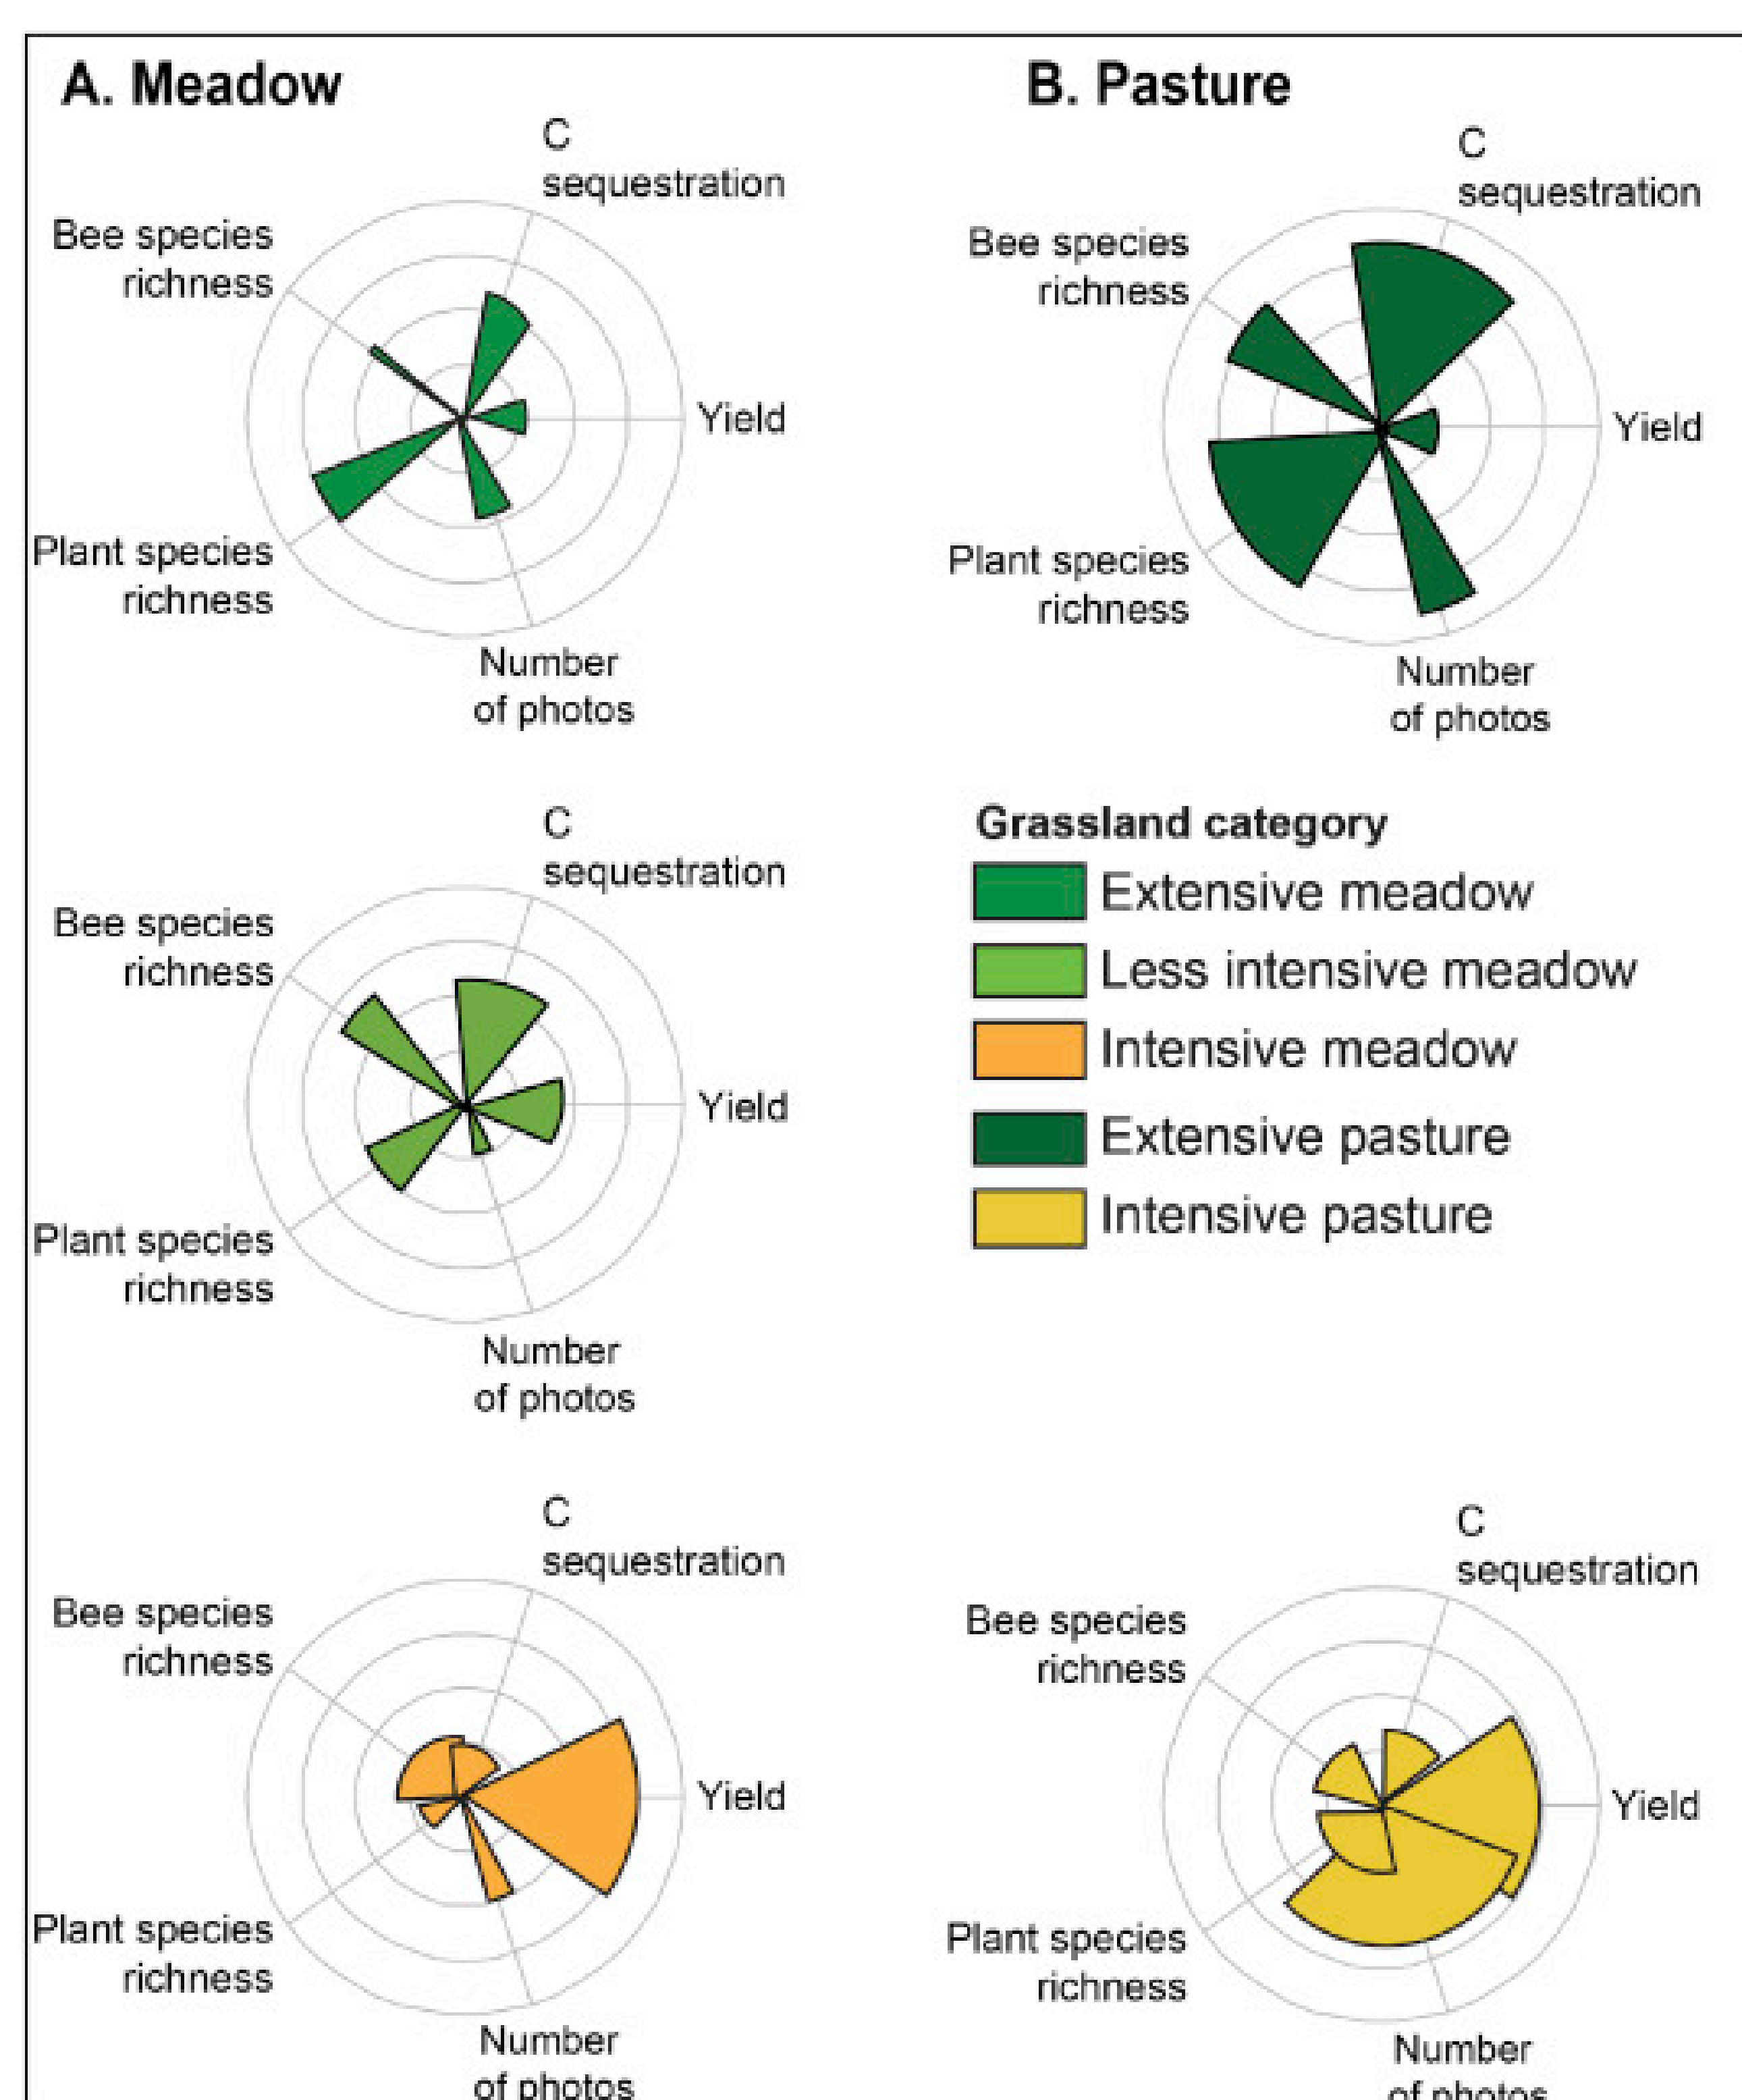 A. Meadow
B. Pasture
C
sequestration
Bee species
richness
Yield
Plant species
richness
Number
of photos
C
sequestration
Bee species
richness
Yield
Plant species
richness
Number
of photos
C
sequestration
Bee species
richness
Yield
Plant species
richness
Number
of photos
Grassland category
Extensive meadow
Less intensive meadow
Intensive meadow
Extensive pasture
Intensive pasture
C
sequestration
Bee species
richness
Yield
Plant species
richness
Number
of photos
C
sequestration
Bee species
richness
Yield
Plant species
richness
Number
of photos